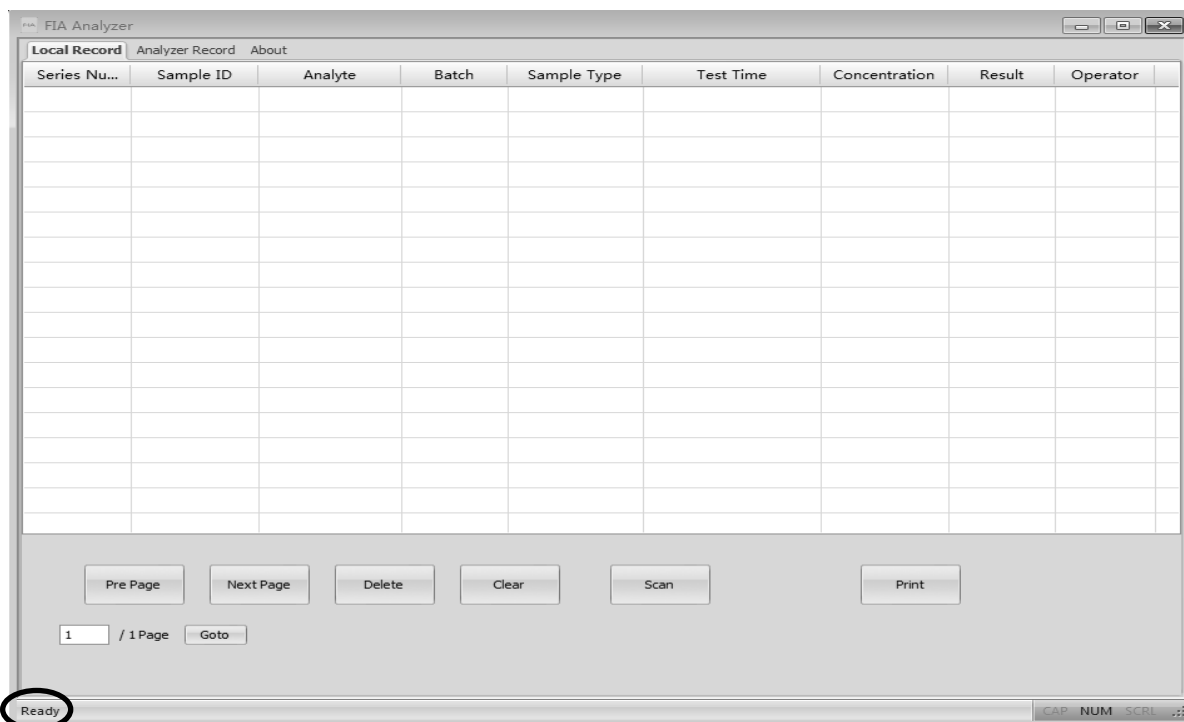 FIA FIA Analyzer
Local Record Analyzer Record About
Series Nu... Sample ID Analyte Batch Sample Type Test Time Concentration Result Operator
Pre Page Next Page Delete Clear Scan Print
1 / 1 Page Goto
Ready CAP NUM SCRL